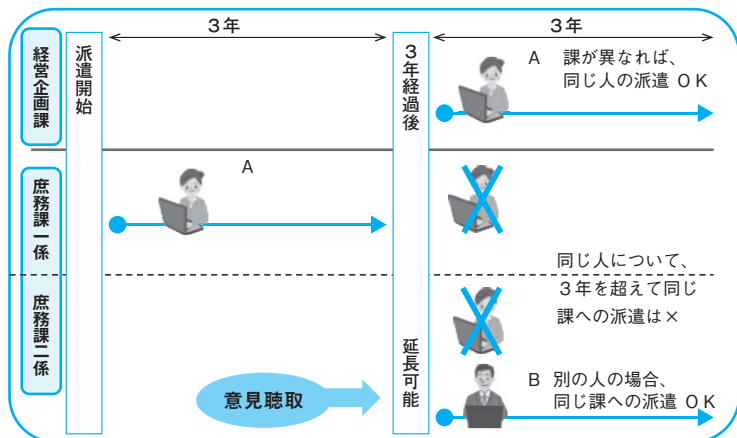 3年
3年
経営企画課
派遣開始
3年経過後
A 課が異なれば、
同じ人の派遣 OK
A
庶務課一係
同じ人について、
3年を超えて同じ
課への派遣は×
庶務課二係
延長可能
意見聴取
B 別の人の場合、
同じ課への派遣 OK